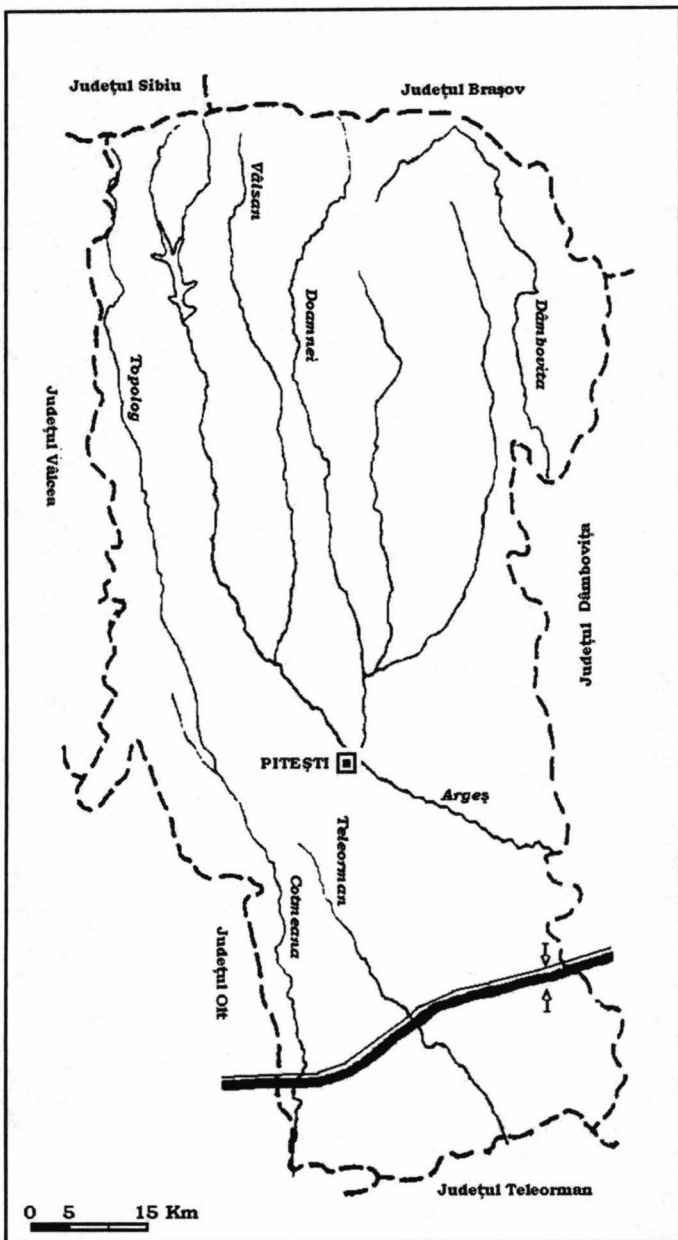 Județul Sibiu
Județul Brașov
Vâlsan
Doamnei
Dâmbovita
Topolog
Județul Vâlcea
Județul Dâmbovița
PITEȘTI
Argeș
Teleorman
Cotmeana
Județul Olt
I
I
Județul Teleorman
0 5 15 Km